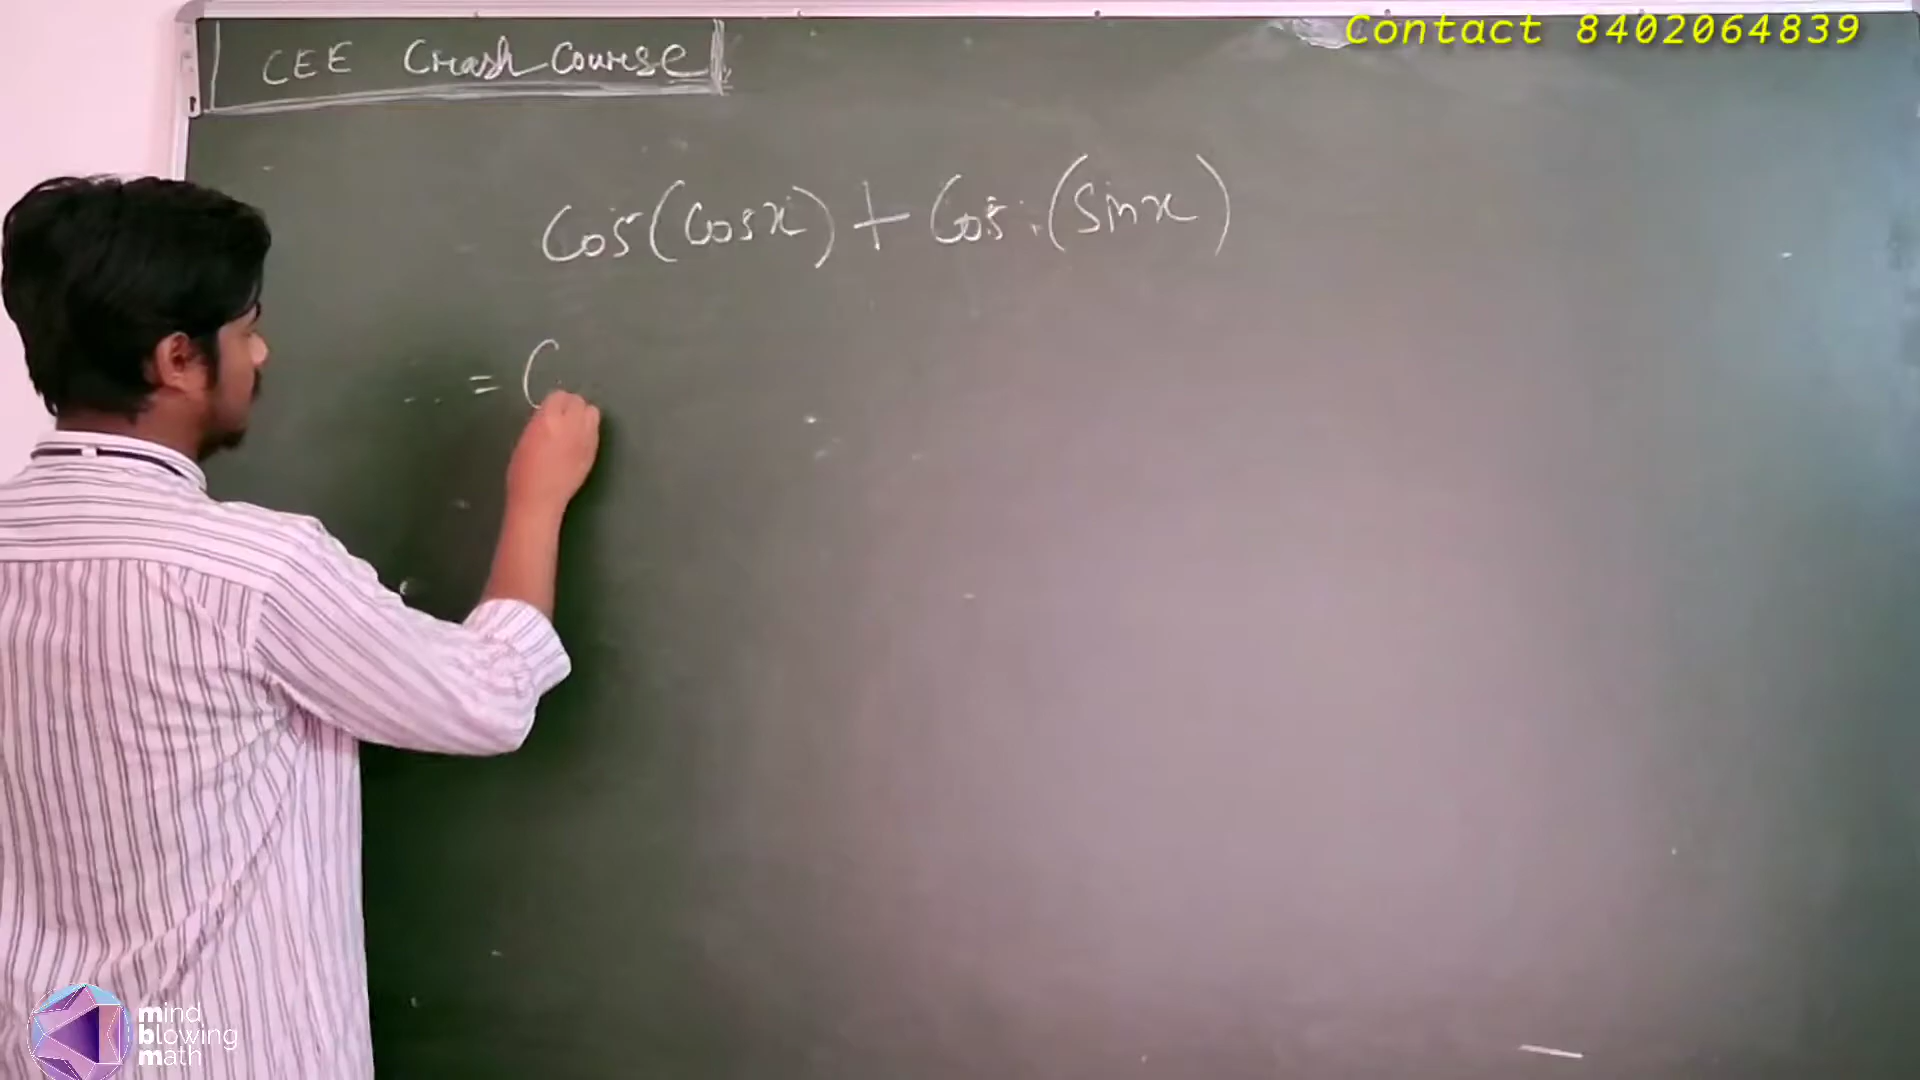 Contact 8402064839
CEE Crash Course
Cos(Cosx) + Cos(Sinx)
= C
mind
blowing
math